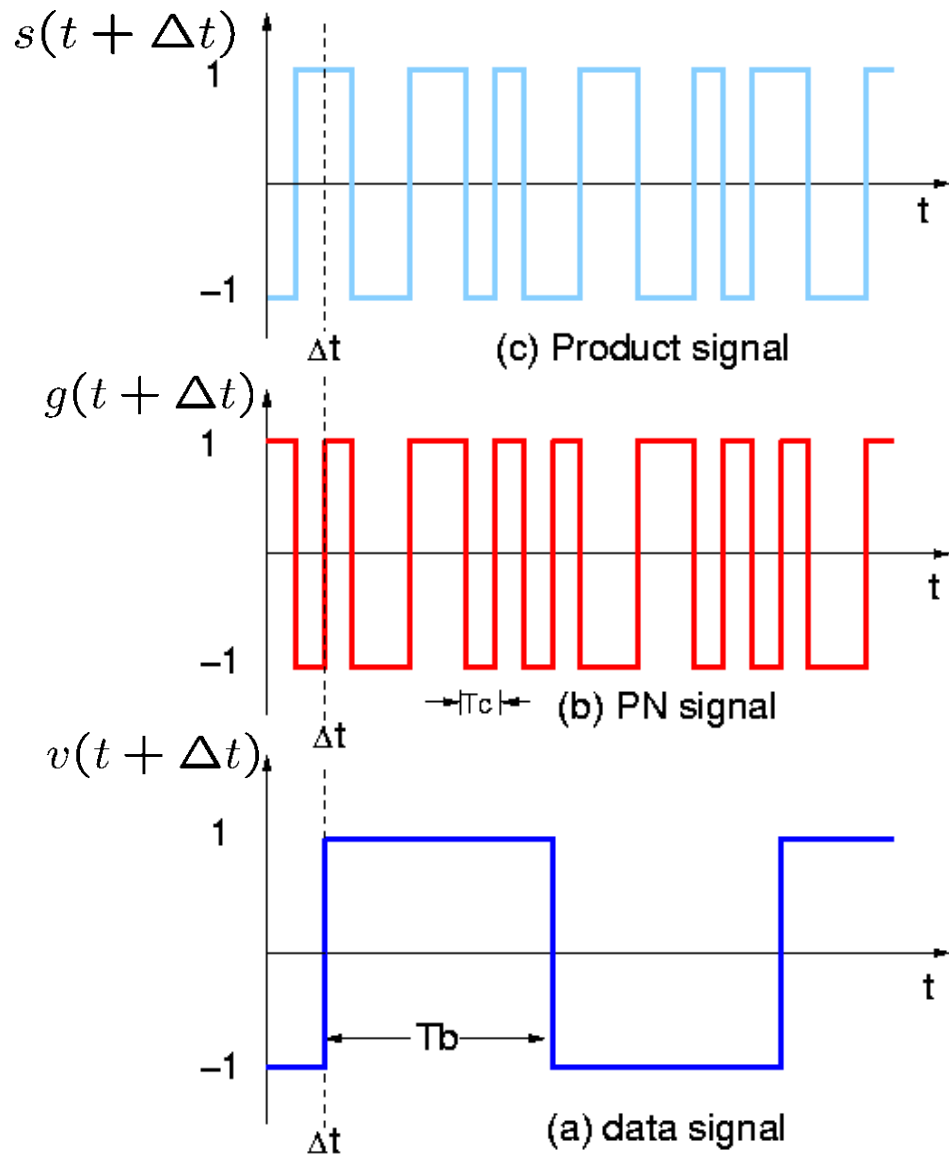 s(t + Δt)
1
t
−1
Δt
(c) Product signal
g(t + Δt)
1
t
−1
Tc
(b) PN signal
Δt
v(t + Δt)
1
t
Tb
−1
(a) data signal
Δt